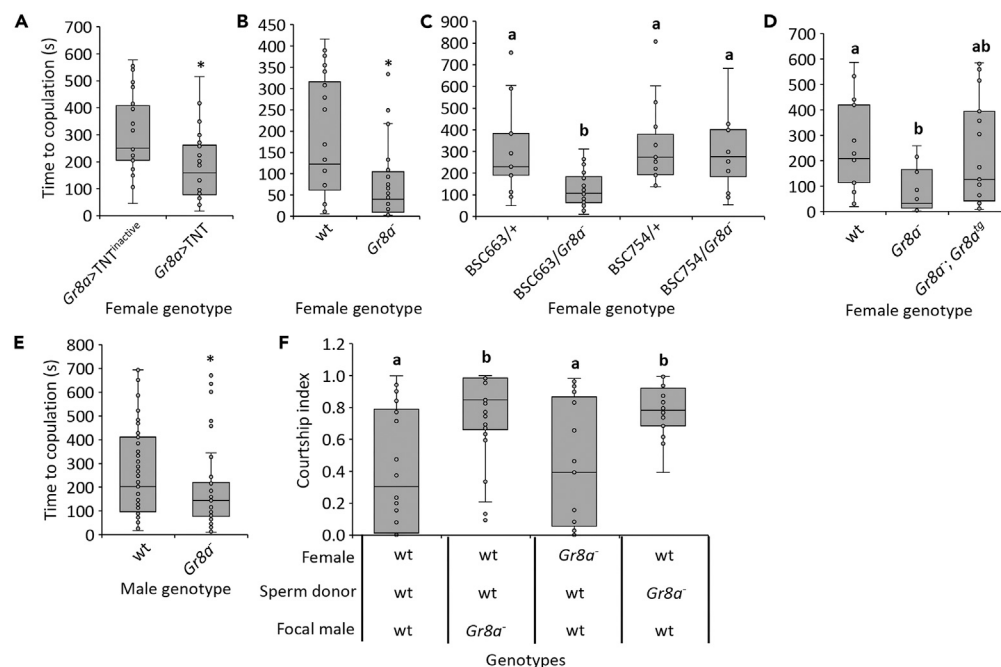 A
Time to copulation (s)
700
600
500
400
300
200
100
0
*
Gr8a>TNTinactive
Gr8a>TNT
Female genotype
B
450
400
350
300
250
200
150
100
50
0
*
wt
Gr8a-
Female genotype
C
900
800
700
600
500
400
300
200
100
0
a
b
a
a
BSC663/+
BSC663/Gr8a-
BSC754/+
BSC754/Gr8a-
Female genotype
D
700
600
500
400
300
200
100
0
a
b
ab
wt
Gr8a-
Gr8a-; Gr8atg
Female genotype
E
Time to copulation (s)
800
700
600
500
400
300
200
100
0
*
wt
Gr8a-
Male genotype
F
Courtship index
1.2
1.0
0.8
0.6
0.4
0.2
0.0
a
b
a
b
Female wt wt Gr8a- wt
Sperm donor wt wt wt Gr8a-
Focal male wt Gr8a- wt wt
Genotypes